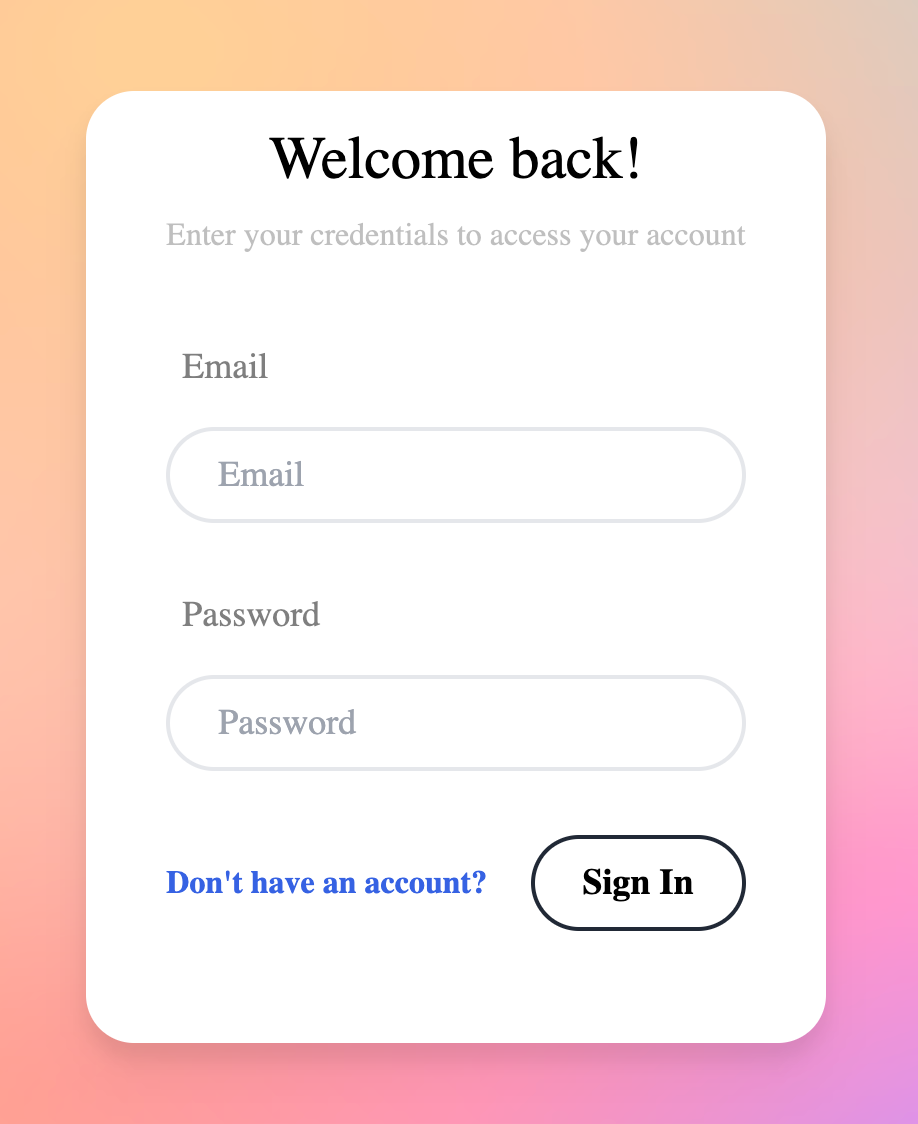 Welcome back!
Enter your credentials to access your account
Email
Email
Password
Password
Don't have an account?
Sign In